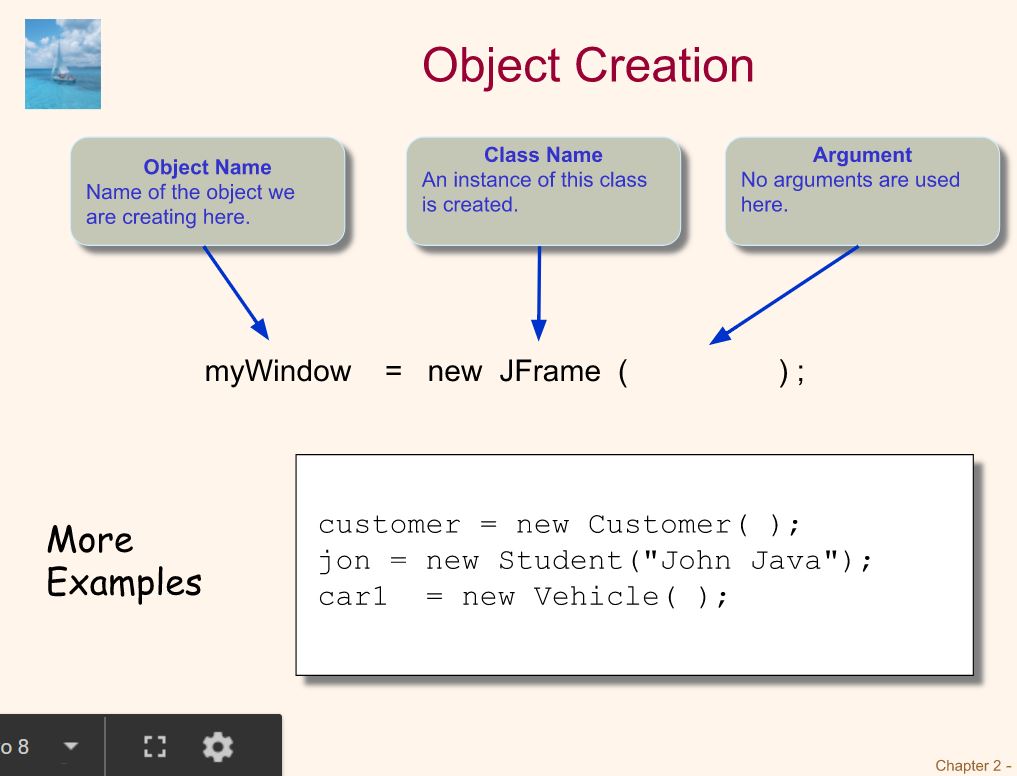 Object Creation
Object Name
Name of the object we
are creating here.
Class Name
An instance of this class
is created.
Argument
No arguments are used
here.
myWindow = new JFrame ( ) ;
More
Examples
customer = new Customer( );
jon = new Student("John Java");
car1 = new Vehicle( );
o 8
Chapter 2 -